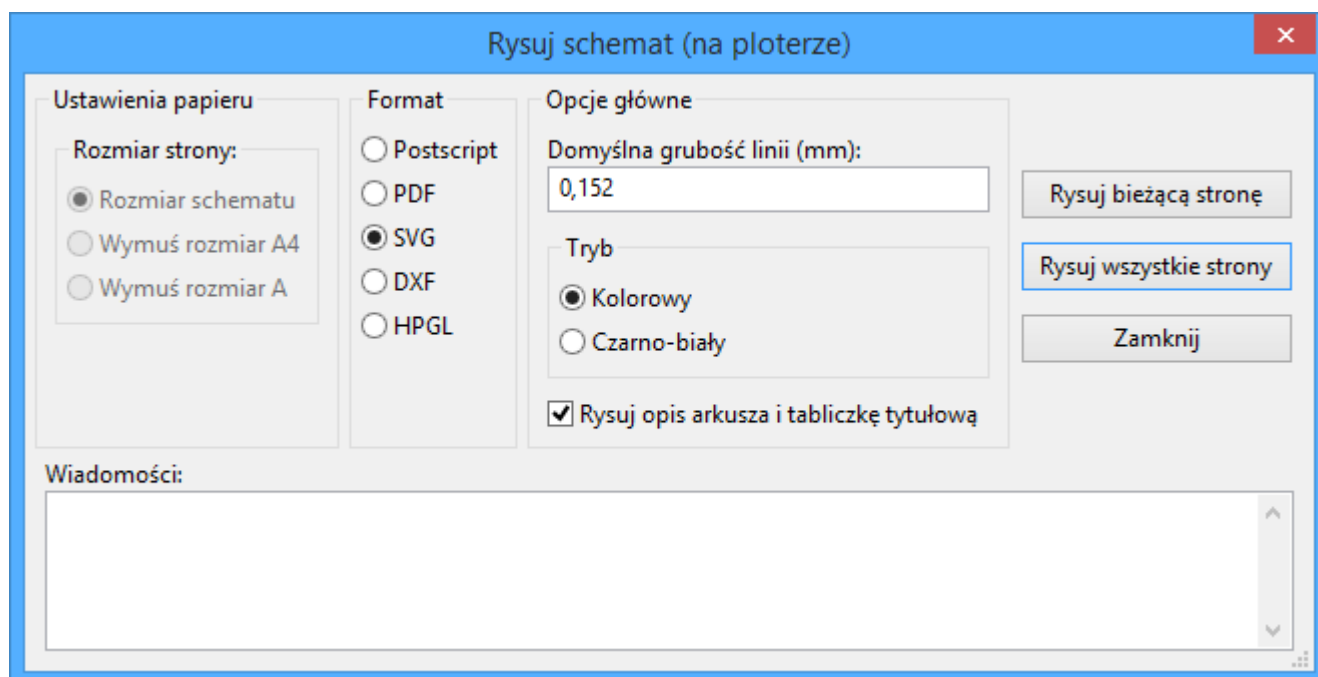 Rysuj schemat (na ploterze)
Ustawienia papieru
Rozmiar strony:
Rozmiar schematu
Wymuś rozmiar A4
Wymuś rozmiar A
Format
Postscript
PDF
SVG
DXF
HPGL
Opcje główne
Domyślna grubość linii (mm):
0,152
Tryb
Kolorowy
Czarno-biały
Rysuj opis arkusza i tabliczkę tytułową
Rysuj bieżącą stronę
Rysuj wszystkie strony
Zamknij
Wiadomości: